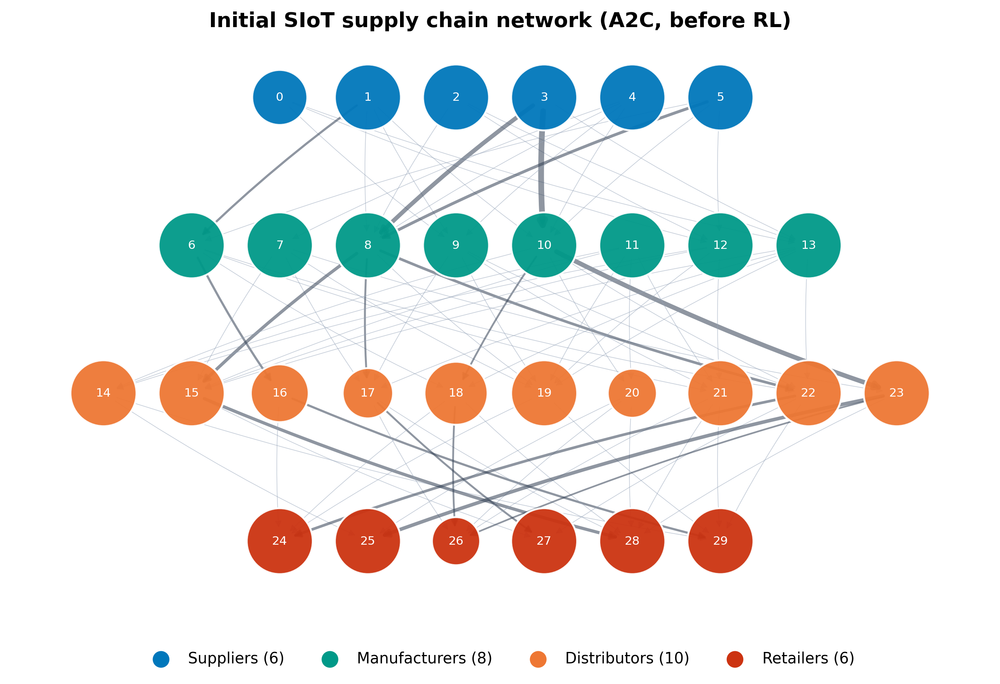 Initial SIoT supply chain network (A2C, before RL)
0 1 2 3 4 5
6 7 8 9 10 11 12 13
14 15 16 17 18 19 20 21 22 23
24 25 26 27 28 29
Suppliers (6) Manufacturers (8) Distributors (10) Retailers (6)